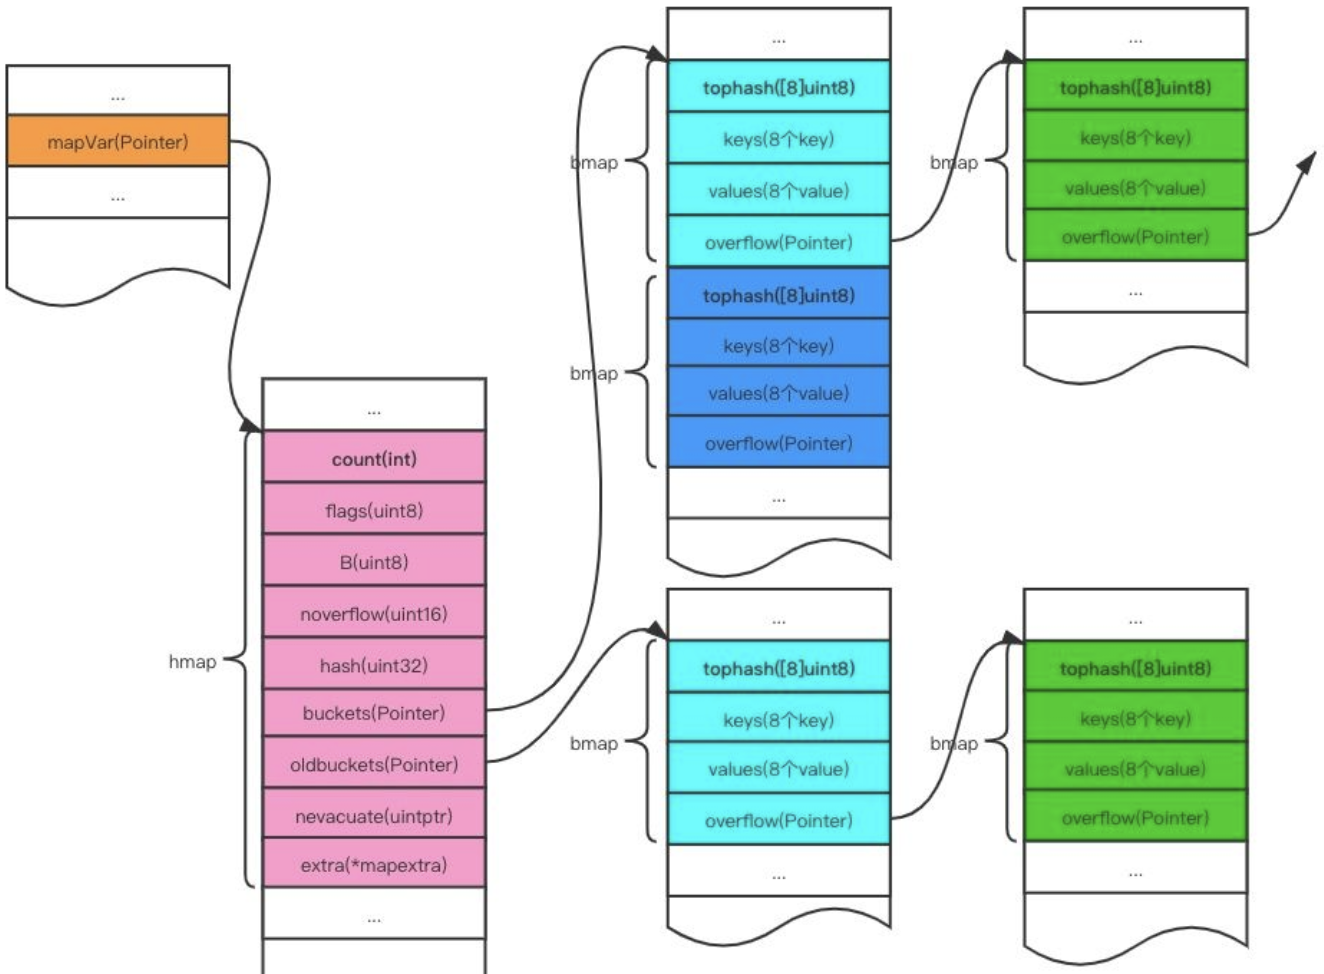 ...
mapVar(Pointer)
...
...
count(int)
flags(uint8)
B(uint8)
noverflow(uint16)
hash(uint32)
buckets(Pointer)
oldbuckets(Pointer)
nevacuate(uintptr)
extra(*mapextra)
...
hmap
...
tophash([8]uint8)
keys(8个key)
values(8个value)
overflow(Pointer)
bmap
tophash([8]uint8)
keys(8个key)
values(8个value)
overflow(Pointer)
bmap
...
...
tophash([8]uint8)
keys(8个key)
values(8个value)
overflow(Pointer)
bmap
...
...
tophash([8]uint8)
keys(8个key)
values(8个value)
overflow(Pointer)
bmap
...
...
tophash([8]uint8)
keys(8个key)
values(8个value)
overflow(Pointer)
bmap
...